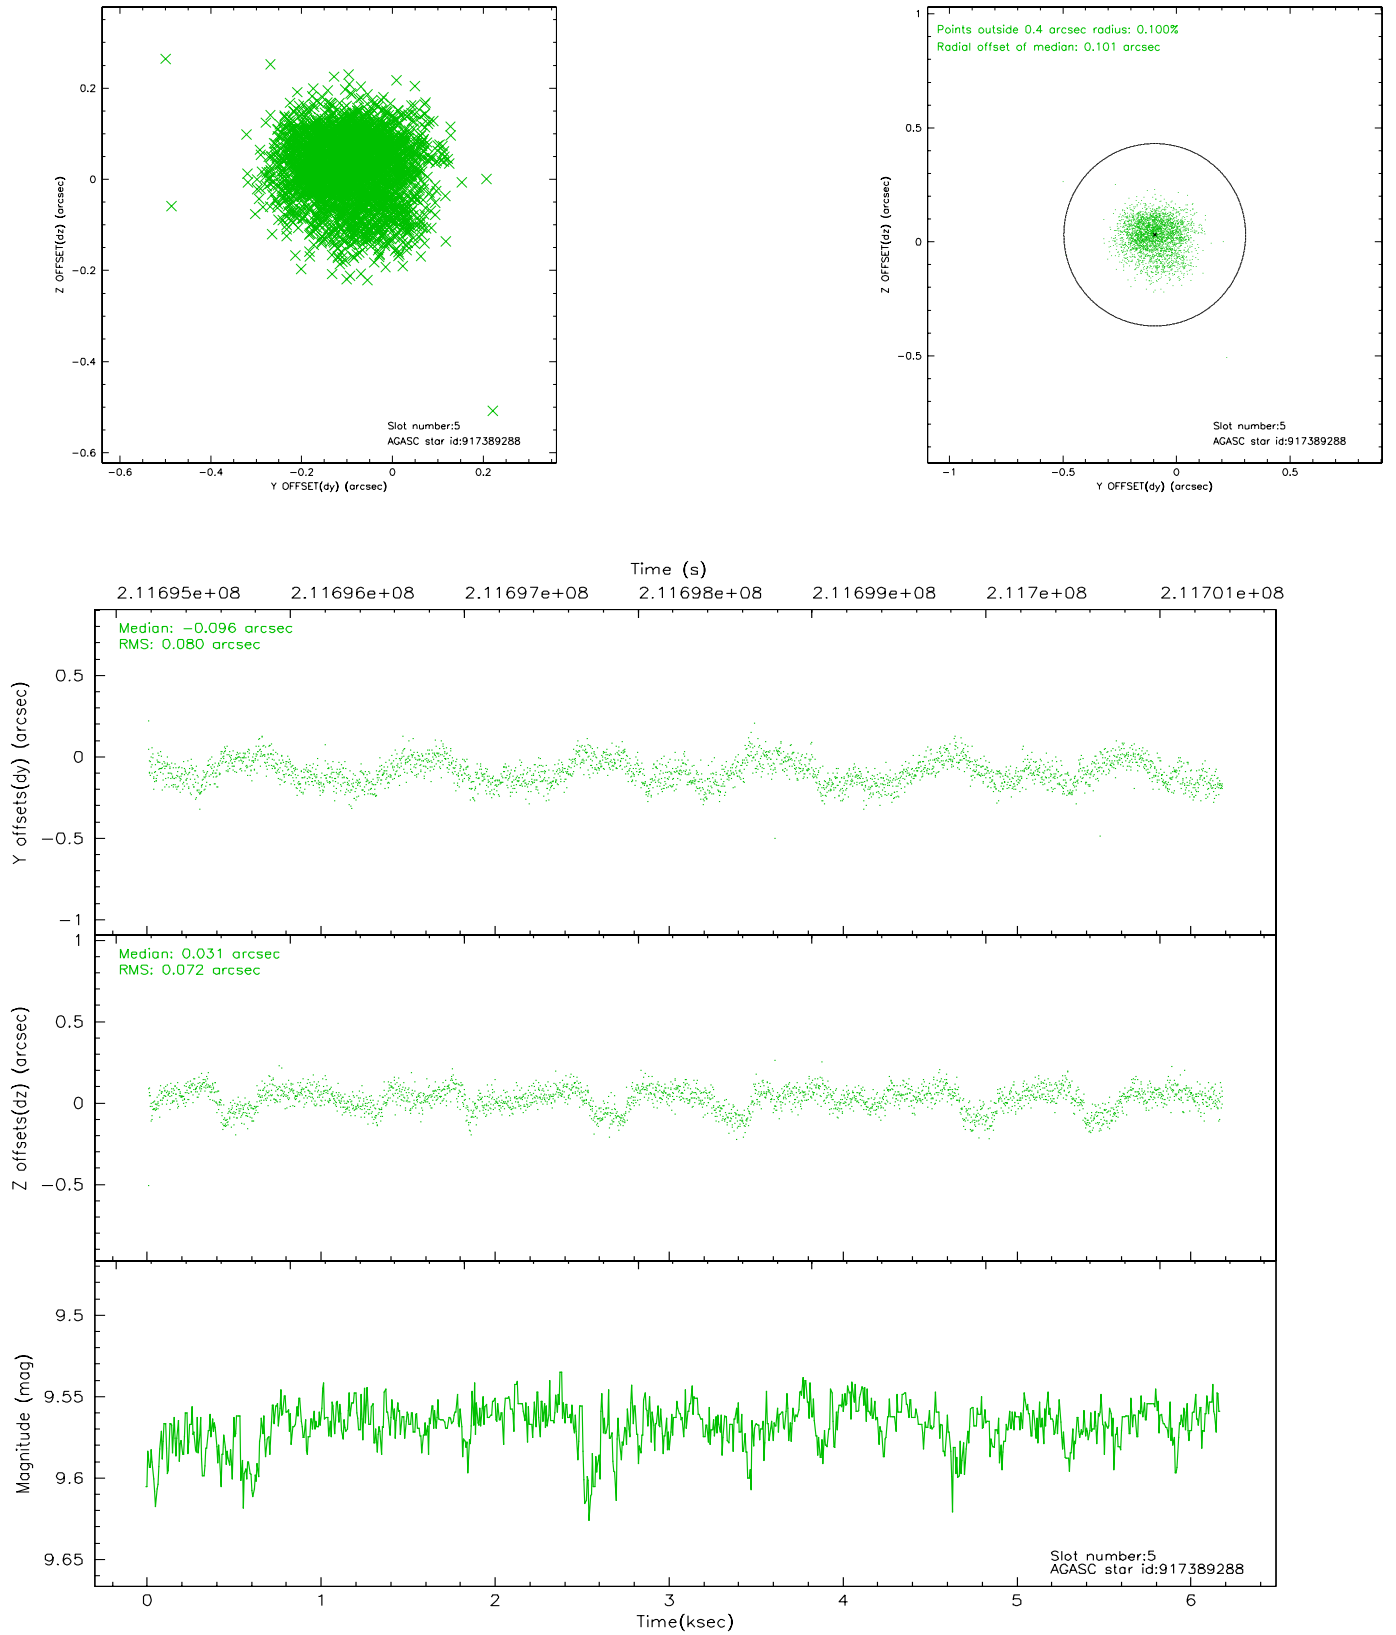 0.2
0
−0.2
−0.4
−0.6
Z OFFSET(dz) (arcsec)
Slot number:5
AGASC star id:917389288
−0.6 −0.4 −0.2 0 0.2
Y OFFSET(dy) (arcsec)
Points outside 0.4 arcsec radius: 0.100%
Radial offset of median: 0.101 arcsec
1
0.5
0
−0.5
Z OFFSET(dz) (arcsec)
Slot number:5
AGASC star id:917389288
−1 −0.5 0 0.5
Y OFFSET(dy) (arcsec)
Time (s)
2.11695e+08 2.11696e+08 2.11697e+08 2.11698e+08 2.11699e+08 2.117e+08 2.11701e+08
Median: −0.096 arcsec
RMS: 0.080 arcsec
0.5
0
−0.5
−1
Y offsets(dy) (arcsec)
Median: 0.031 arcsec
RMS: 0.072 arcsec
1
0.5
0
−0.5
Z offsets(dz) (arcsec)
9.5
9.55
9.6
9.65
Magnitude (mag)
Slot number:5
AGASC star id:917389288
0 1 2 3 4 5 6
Time(ksec)